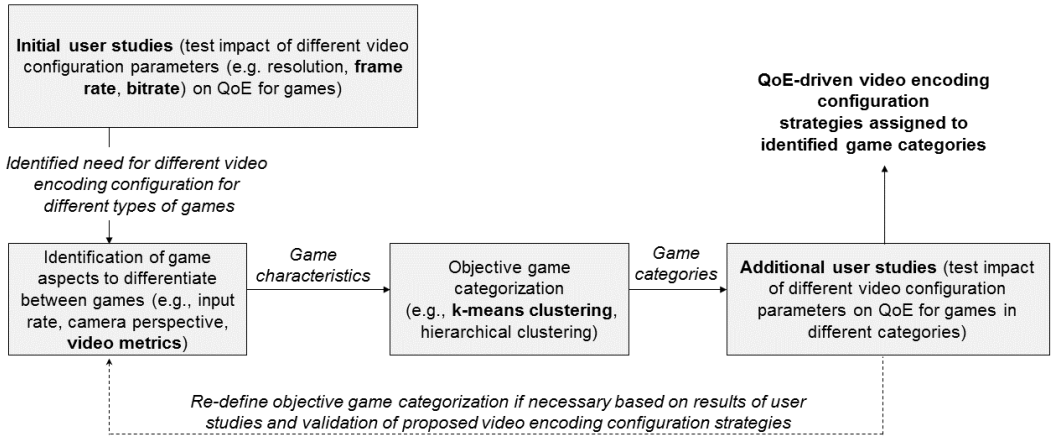 Initial user studies (test impact of different video
configuration parameters (e.g. resolution, frame
rate, bitrate) on QoE for games)
QoE-driven video encoding
configuration
strategies assigned to
identified game categories
Identified need for different video
encoding configuration for
different types of games
Identification of game
aspects to differentiate
between games (e.g., input
rate, camera perspective,
video metrics)
Game
characteristics
Objective game
categorization
(e.g., k-means clustering,
hierarchical clustering)
Game
categories
Additional user studies (test impact
of different video configuration
parameters on QoE for games in
different categories)
Re-define objective game categorization if necessary based on results of user
studies and validation of proposed video encoding configuration strategies